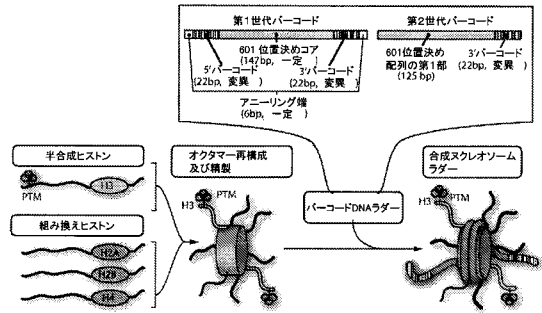 第1世代バーコード
第2世代バーコード
601 位置決めコア
(147bp, 一定 )
5'バーコード
(22bp, 変異 )
3'バーコード
(22bp, 変異 )
アニーリング端
(6bp, 一定 )
601位置決め
配列の第1部
(125 bp)
3'バーコード
(22bp, 変異 )
半合成ヒストン
PTM
H3
組み換えヒストン
H2A
H2B
H4
オクタマー再構成
及び精製
H3
PTM
バーコードDNAラダー
合成ヌクレオソーム
ラダー
H3
PTM